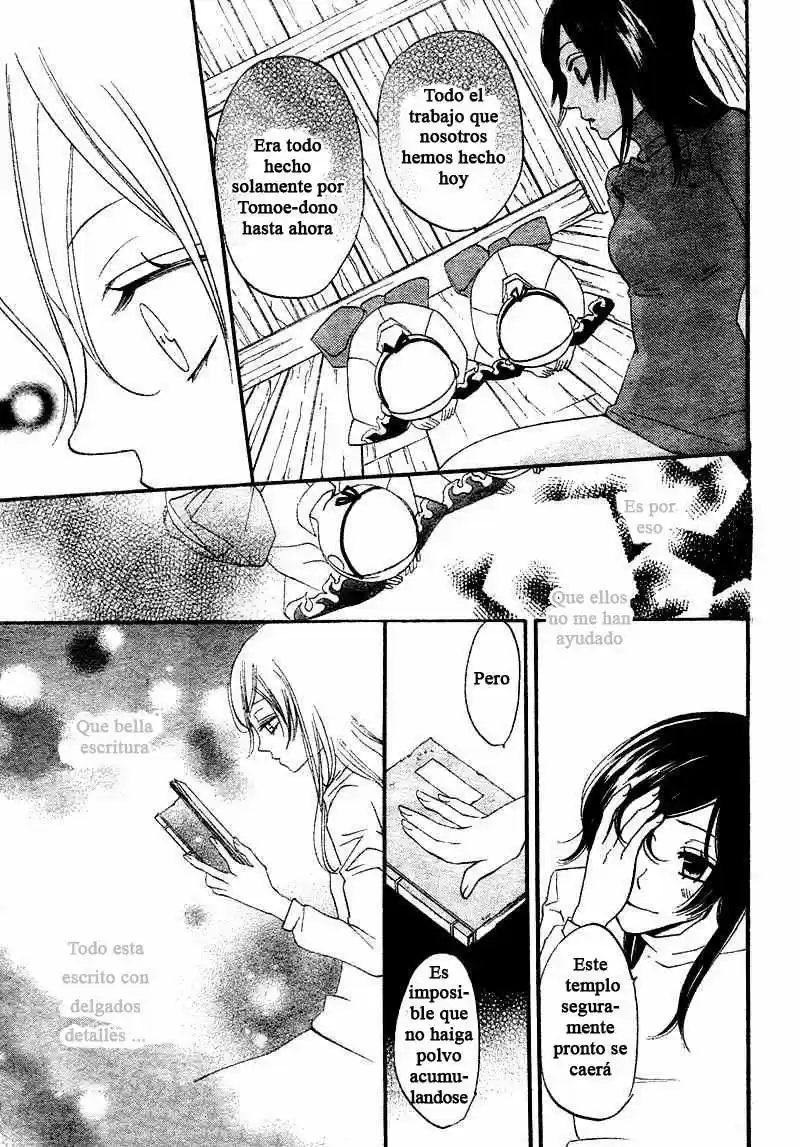 Todo el
trabajo que
nosotros
hemos hecho
hoy
Era todo
hecho
solamente por
Tomoe-dono
hasta ahora
Es por
eso ...
Que ellos
no me han
ayudado
Este
templo
segura-
mente
pronto se
caerá
Pero
Es
imposi-
ble que
no haiga
polvo
acumu-
landose
Que bella
escritura
Todo esta
escrito con
delgados
detalles ...